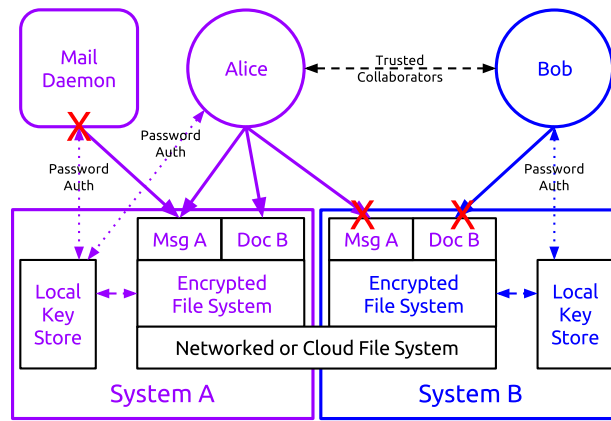 Mail
Daemon
Alice
Trusted
Collaborators
Bob
Password
Auth
Password
Auth
Password
Auth
Msg A
Doc B
Msg A
Doc B
Local
Key
Store
Encrypted
File System
Encrypted
File System
Local
Key
Store
Networked or Cloud File System
System A
System B